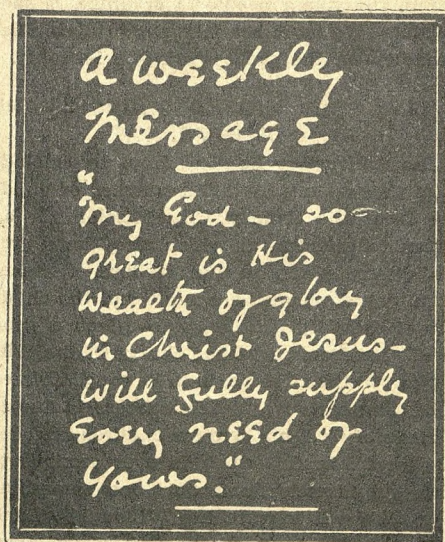 A weekly
Message
"My God – so
great is His
wealth of glory
in Christ Jesus–
will fully supply
every need of
yours."